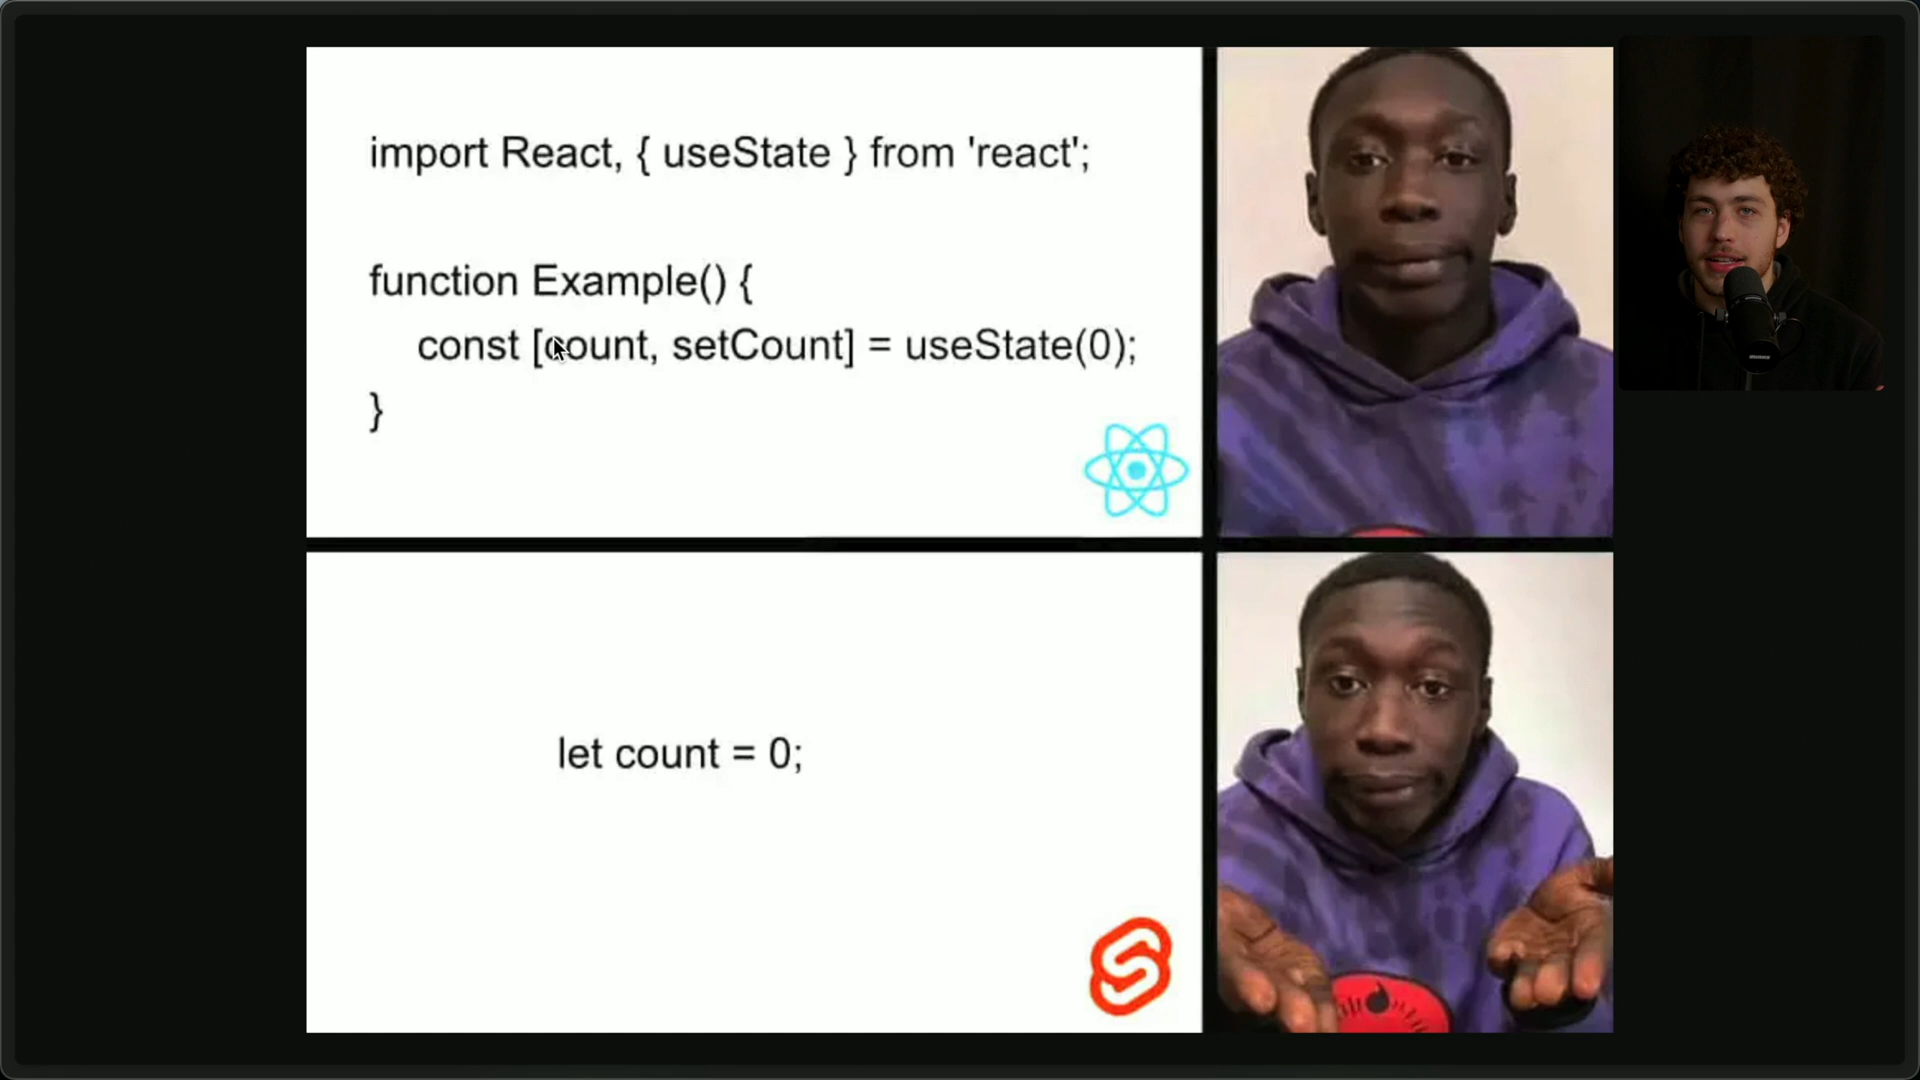 import React, { useState } from 'react';
function Example() {
const [count, setCount] = useState(0);
}
let count = 0;